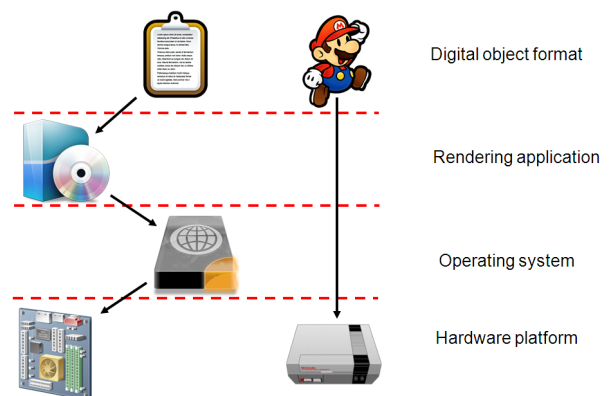 Digital object format
Rendering application
Operating system
Hardware platform